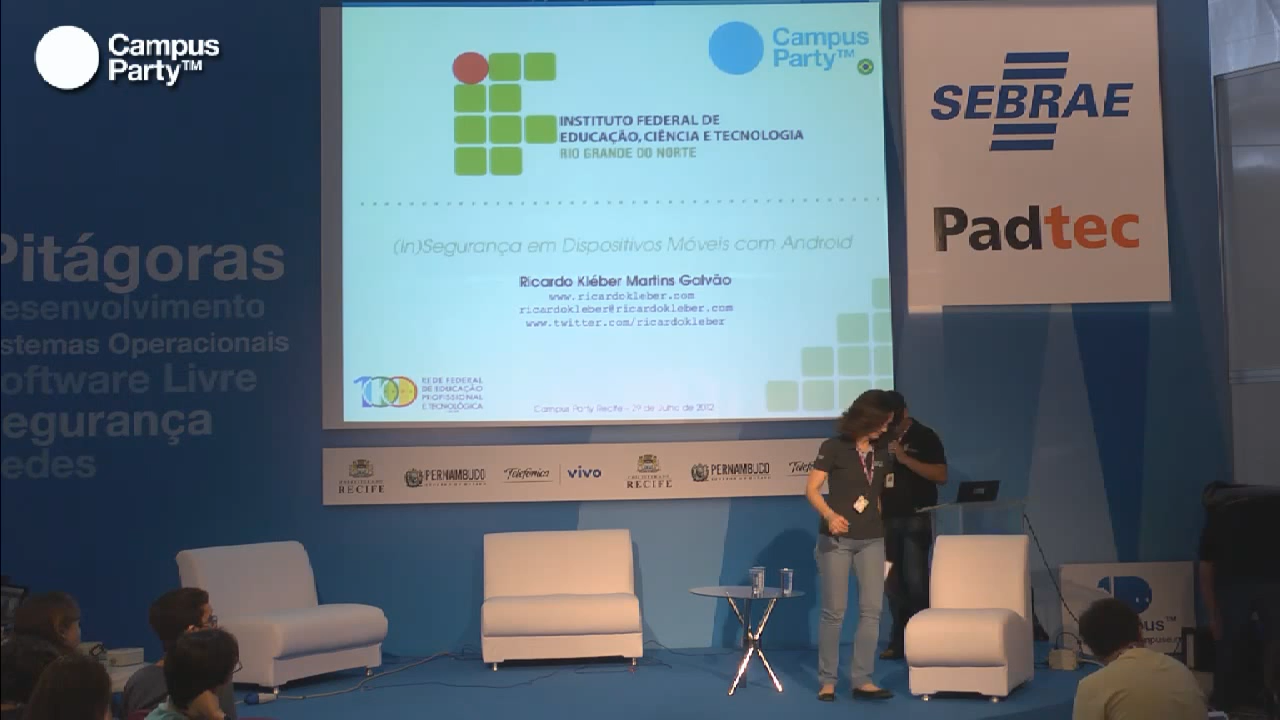 Campus
Party™
Campus
Party™
INSTITUTO FEDERAL DE
EDUCAÇÃO, CIÊNCIA E TECNOLOGIA
RIO GRANDE DO NORTE
(in)Segurança em Dispositivos Móveis com Android
Ricardo Kléber Martins Galvão
www.ricardokleber.com
ricardokleber@ricardokleber.com
www.twitter.com/ricardokleber
REDE FEDERAL
DE EDUCAÇÃO
PROFISSIONAL
E TECNOLÓGICA
Campus Party Recife - 29 de Julho de 2012
SEBRAE
Padtec
Pitágoras
esenvolvimento
stemas Operacionais
oftware Livre
egurança
edes
RECIFE
PERNAMBUCO
Telefónica
vivo
RECIFE
PERNAMBUCO
Telef
pus™